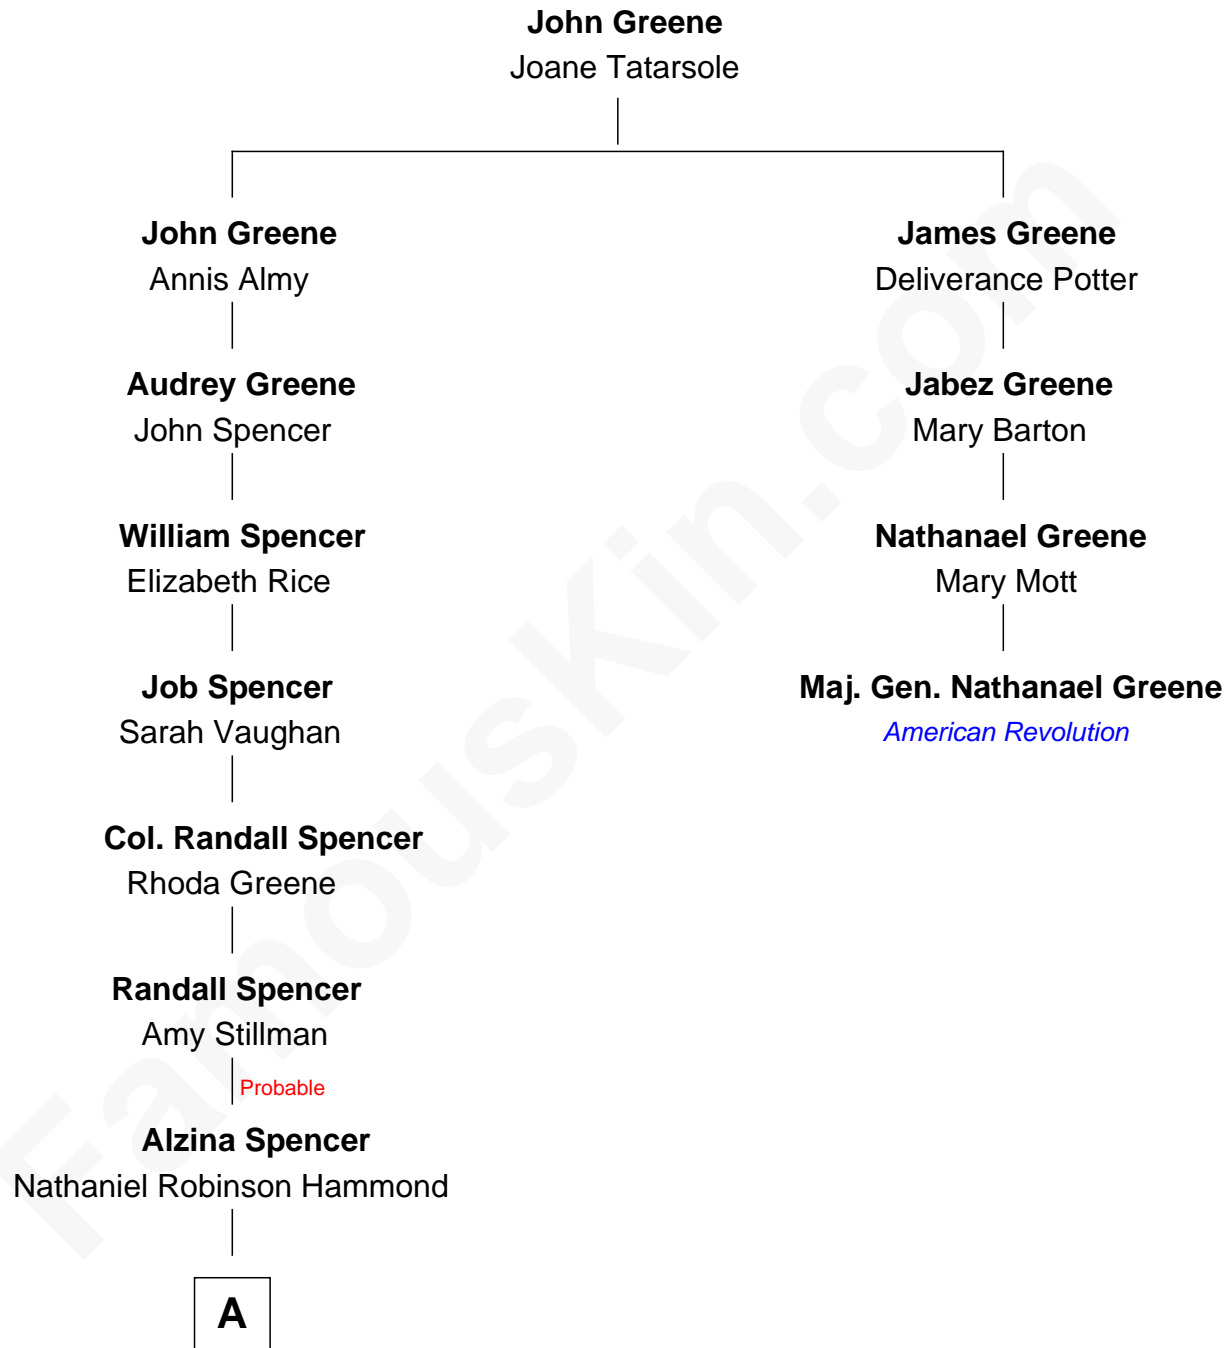 John Greene
Joane Tatarsole
John Greene
Annis Almy
James Greene
Deliverance Potter
Audrey Greene
John Spencer
Jabez Greene
Mary Barton
William Spencer
Elizabeth Rice
Nathanael Greene
Mary Mott
Job Spencer
Sarah Vaughan
Maj. Gen. Nathanael Greene
American Revolution
Col. Randall Spencer
Rhoda Greene
Randall Spencer
Amy Stillman
Probable
Alzina Spencer
Nathaniel Robinson Hammond
A
FamousKin.com